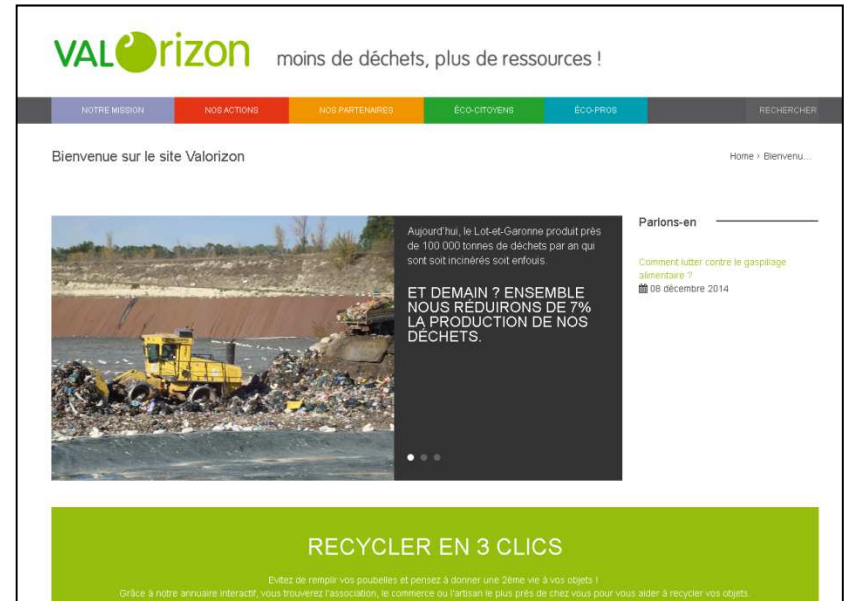 VALOrizon
moins de déchets, plus de ressources !
NOTRE MISSION
NOS ACTIONS
NOS PARTENAIRES
ÉCO-CITOYENS
ÉCO-PROS
RECHERCHER
Bienvenue sur le site Valorizon
Home › Bienvenu...
Aujourd'hui, le Lot-et-Garonne produit près
de 100 000 tonnes de déchets par an qui
sont soit incinérés soit enfouis.
ET DEMAIN ? ENSEMBLE
NOUS RÉDUIRONS DE 7%
LA PRODUCTION DE NOS
DÉCHETS.
Parlons-en
Comment lutter contre le gaspillage
alimentaire ?
08 décembre 2014
RECYCLER EN 3 CLICS
Evitez de remplir vos poubelles et pensez à donner une 2ème vie à vos objets !
Grâce à notre annuaire interactif, vous trouverez l'association, le commerce ou l'artisan le plus près de chez vous pour vous aider à recycler vos objets.